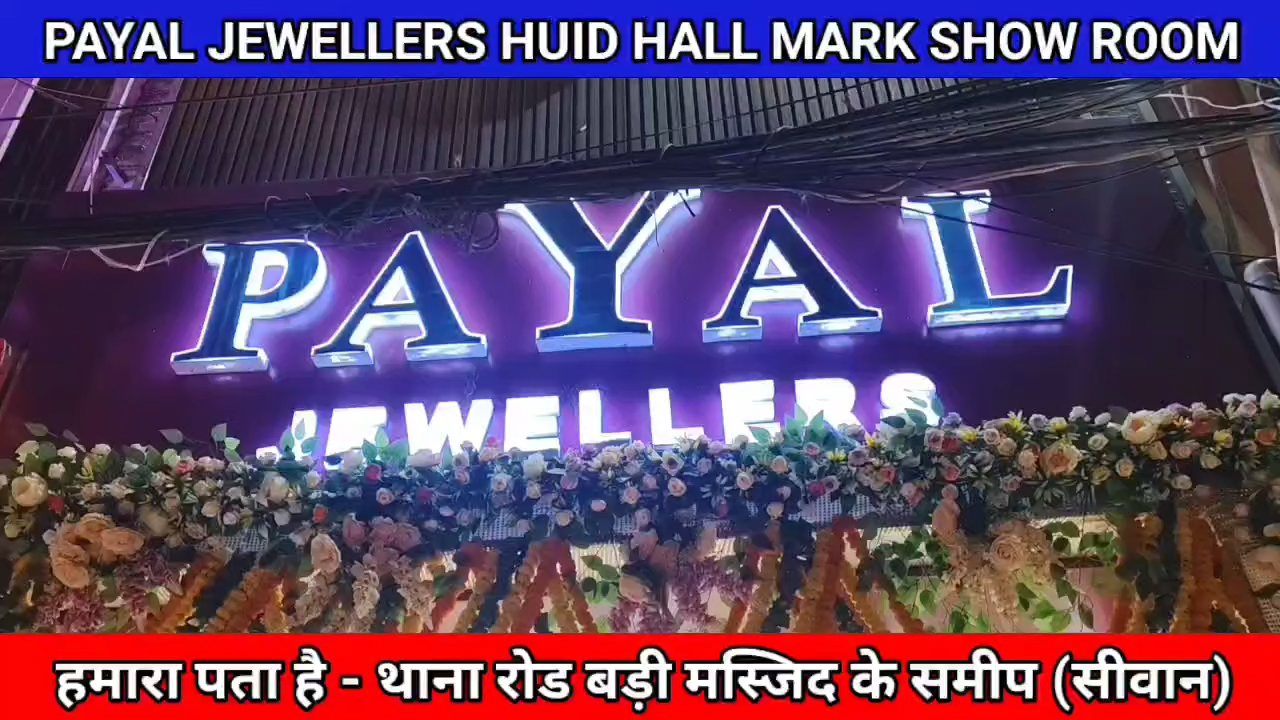 PAYAL JEWELLERS HUID HALL MARK SHOW ROOM
PAYAL
JEWELLERS
हमारा पता है - थाना रोड बड़ी मस्जिद के समीप (सीवान)